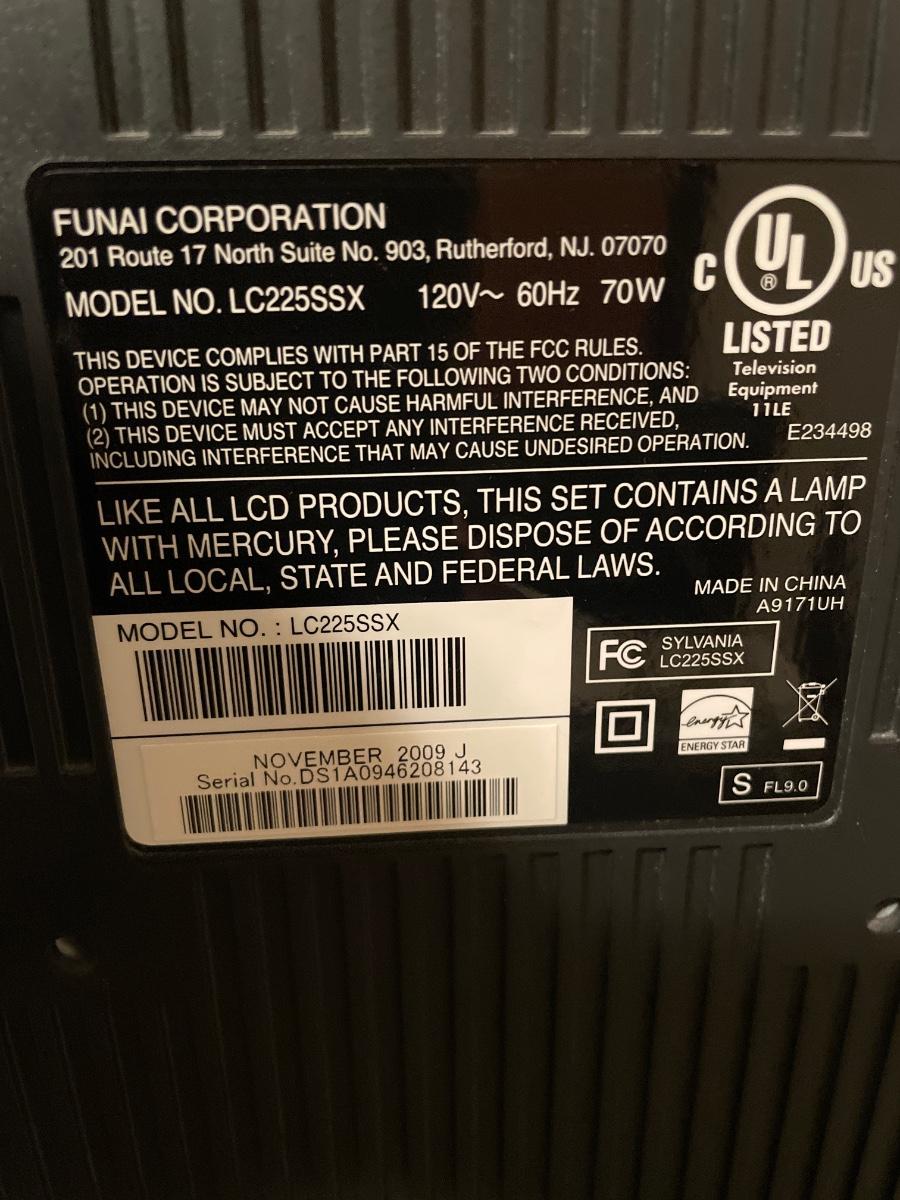 FUNAI CORPORATION
201 Route 17 North Suite No. 903, Rutherford, NJ. 07070
MODEL NO. LC225SSX 120V~ 60Hz 70W
C UL ® US
LISTED
Television
Equipment
11LE
E234498
THIS DEVICE COMPLIES WITH PART 15 OF THE FCC RULES.
OPERATION IS SUBJECT TO THE FOLLOWING TWO CONDITIONS:
(1) THIS DEVICE MAY NOT CAUSE HARMFUL INTERFERENCE, AND
(2) THIS DEVICE MUST ACCEPT ANY INTERFERENCE RECEIVED,
INCLUDING INTERFERENCE THAT MAY CAUSE UNDESIRED OPERATION.
LIKE ALL LCD PRODUCTS, THIS SET CONTAINS A LAMP
WITH MERCURY, PLEASE DISPOSE OF ACCORDING TO
ALL LOCAL, STATE AND FEDERAL LAWS.
MADE IN CHINA
A9171UH
MODEL NO. : LC225SSX
FC SYLVANIA
LC225SSX
energy
ENERGY STAR
NOVEMBER 2009 J
Serial No.DS1A0946208143
S FL9.0